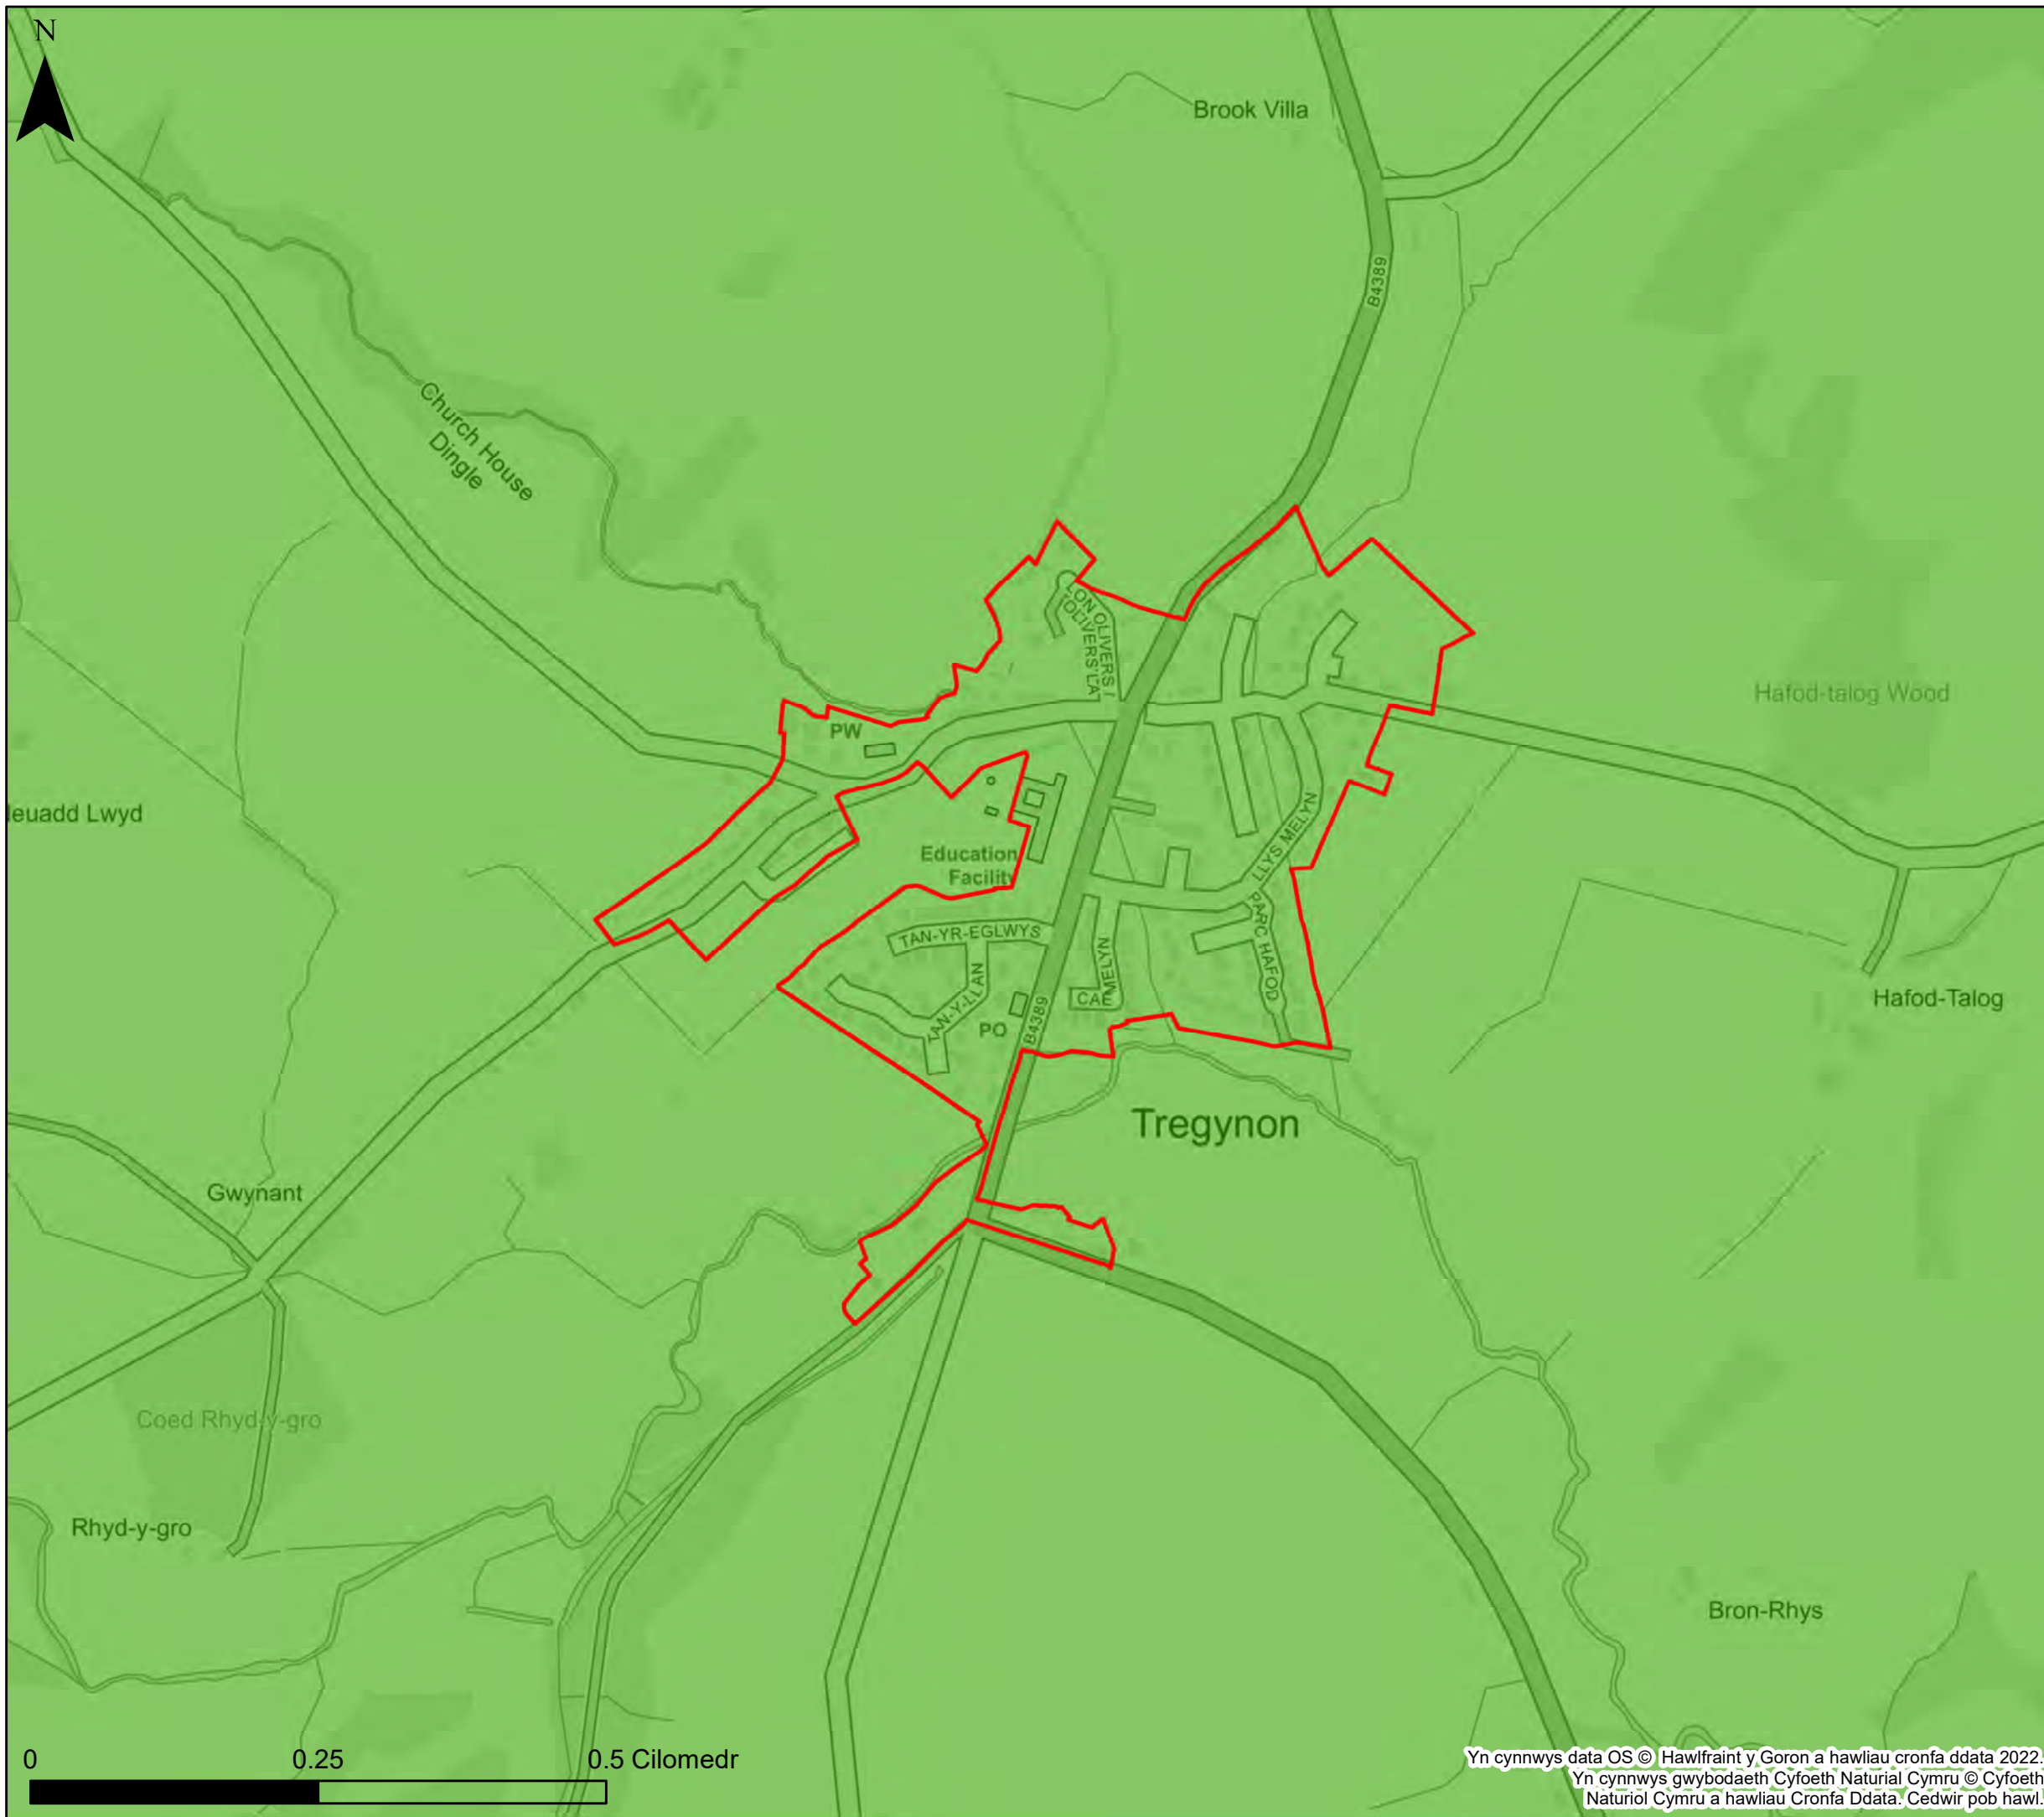 N
Brook Villa
B4389
Church House
Dingle
LON OLIVERS /
OLIVERS LA
Hafod-talog Wood
PW
leuadd Lwyd
LLYS MELYN
Education
Facility
PARC HAFOD
TAN-YR-EGLWYS
MELYN
CAE
TAN-Y-LLAN
Hafod-Talog
B4389
PO
Tregynon
Gwynant
Coed Rhyd-y-gro
Rhyd-y-gro
Bron-Rhys
0 0.25 0.5 Cilomedr
Yn cynnwys data OS © Hawlfraint y Goron a hawliau cronfa ddata 2022.
Yn cynnwys gwybodaeth Cyfoeth Naturial Cymru © Cyfoeth
Naturiol Cymru a hawliau Cronfa Ddata. Cedwir pob hawl.